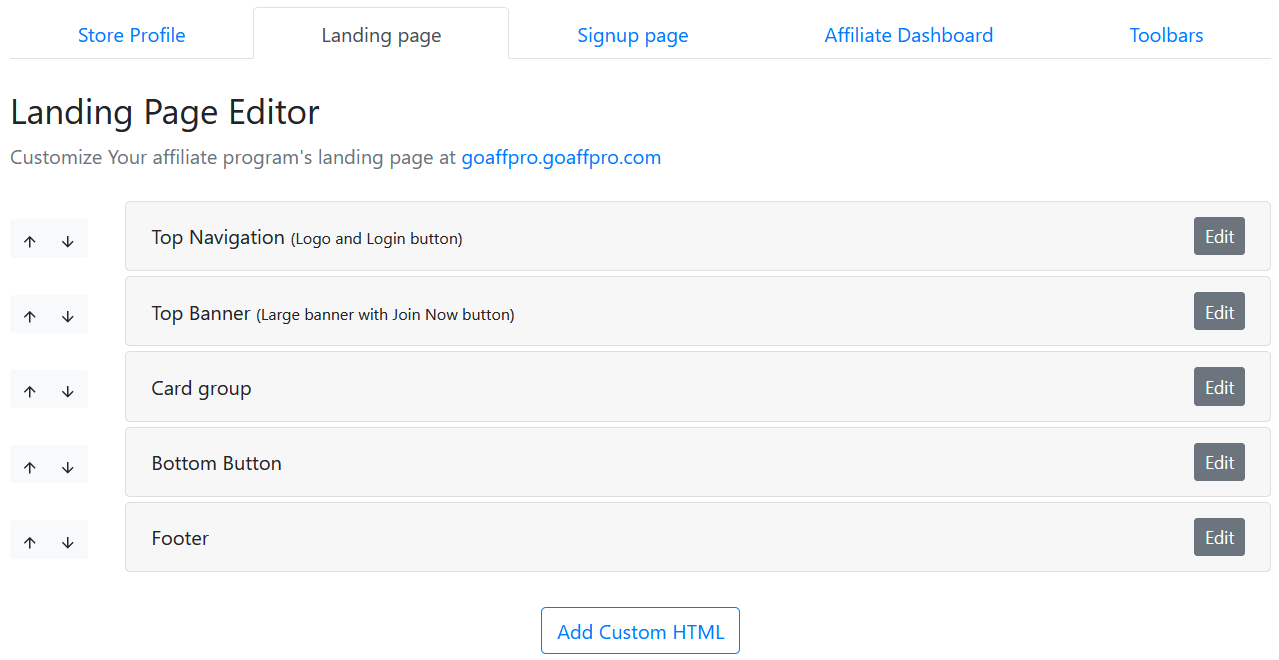 Store Profile Landing page Signup page Affiliate Dashboard Toolbars
Landing Page Editor
Customize Your affiliate program's landing page at goaffpro.goaffpro.com
Top Navigation (Logo and Login button) Edit
Top Banner (Large banner with Join Now button) Edit
Card group Edit
Bottom Button Edit
Footer Edit
Add Custom HTML